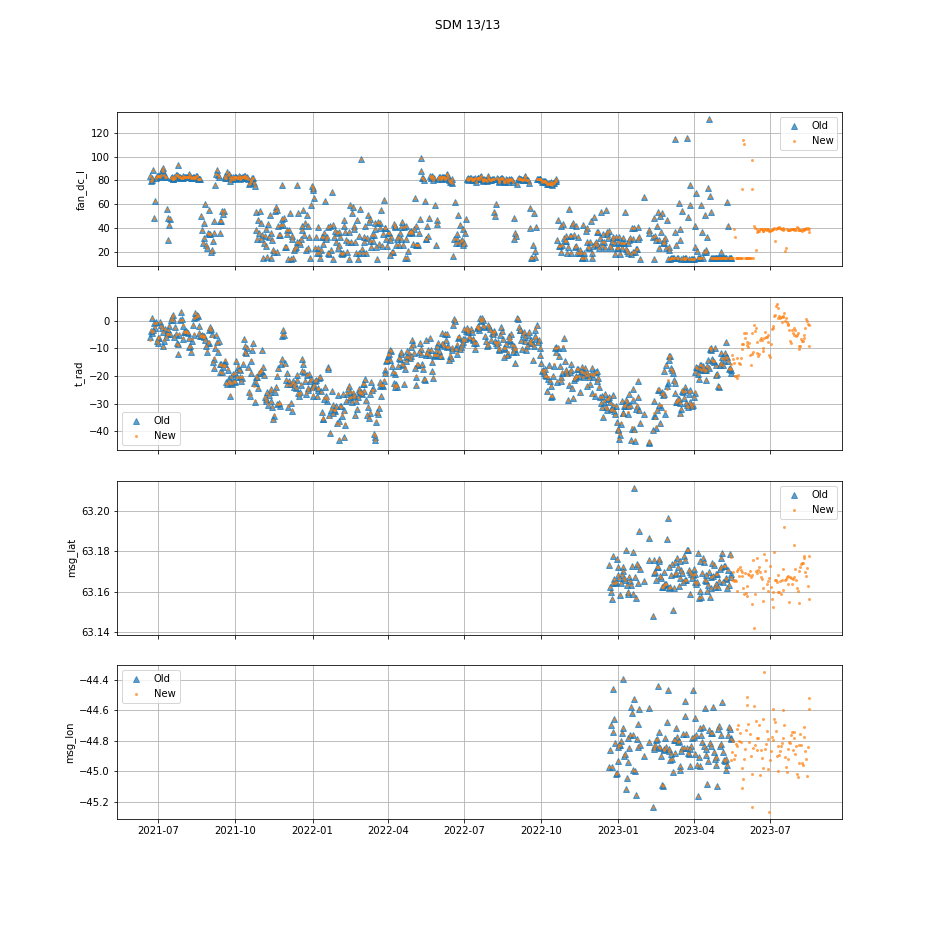 SDM 13/13
fan_dc_I
120
100
80
60
40
20
Old
New
t_rad
0
−10
−20
−30
−40
Old
New
msg_lat
63.20
63.18
63.16
63.14
Old
New
msg_lon
−44.4
−44.6
−44.8
−45.0
−45.2
Old
New
2021-07 2021-10 2022-01 2022-04 2022-07 2022-10 2023-01 2023-04 2023-07